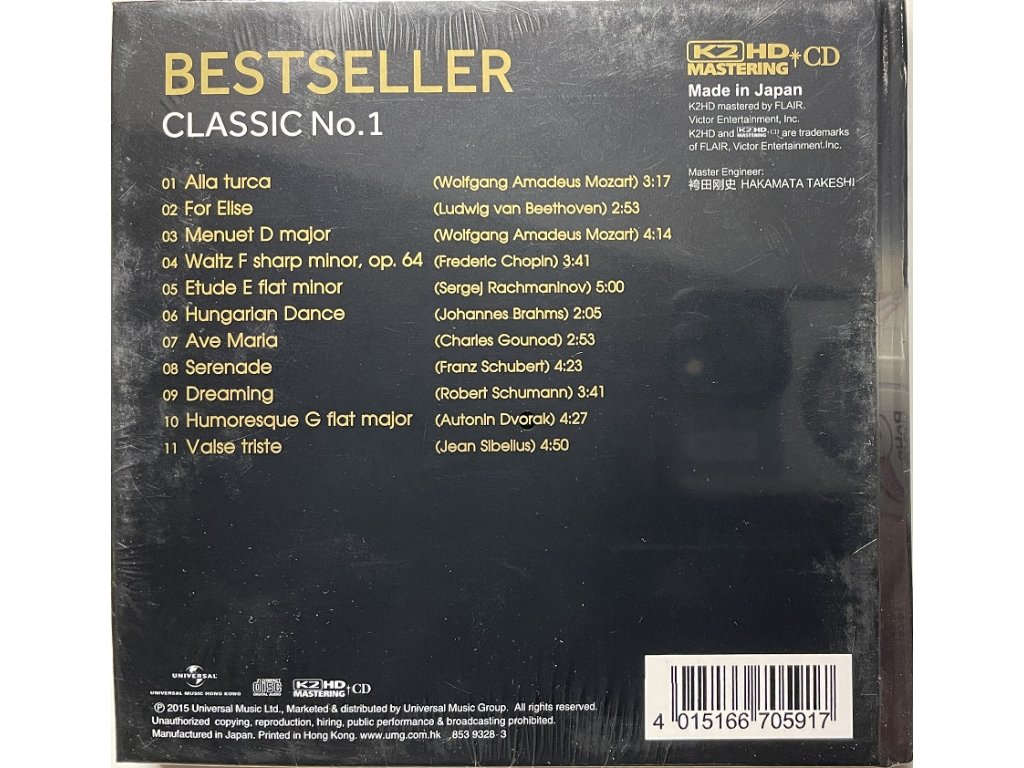 BESTSELLER
CLASSIC No.1
K2HD MASTERING CD
Made in Japan
K2HD mastered by FLAIR.
Victor Entertainment, Inc.
K2HD and K2HD MASTERING CD are trademarks
of FLAIR, Victor Entertainment.Inc.
Master Engineer:
袴田剛史 HAKAMATA TAKESHI
01 Alla turca (Wolfgang Amadeus Mozart) 3:17
02 For Elise (Ludwig van Beethoven) 2:53
03 Menuet D major (Wolfgang Amadeus Mozart) 4:14
04 Waltz F sharp minor, op. 64 (Frederic Chopin) 3:41
05 Etude E flat minor (Sergej Rachmaninov) 5:00
06 Hungarian Dance (Johannes Brahms) 2:05
07 Ave Maria (Charles Gounod) 2:53
08 Serenade (Franz Schubert) 4:23
09 Dreaming (Robert Schumann) 3:41
10 Humoresque G flat major (Autonin Dvorak) 4:27
11 Valse triste (Jean Sibelius) 4:50
UNIVERSAL
UNIVERSAL MUSIC HONG KONG
COMPACT disc DIGITAL AUDIO
K2HD MASTERING CD
℗ 2015 Universal Music Ltd., Marketed & distributed by Universal Music Group. All rights reserved.
Unauthorized copying, reproduction, hiring, public performance & broadcasting prohibited.
Manufactured in Japan. Printed in Hong Kong. www.umg.com.hk 853 9328- 3
4 015166 705917